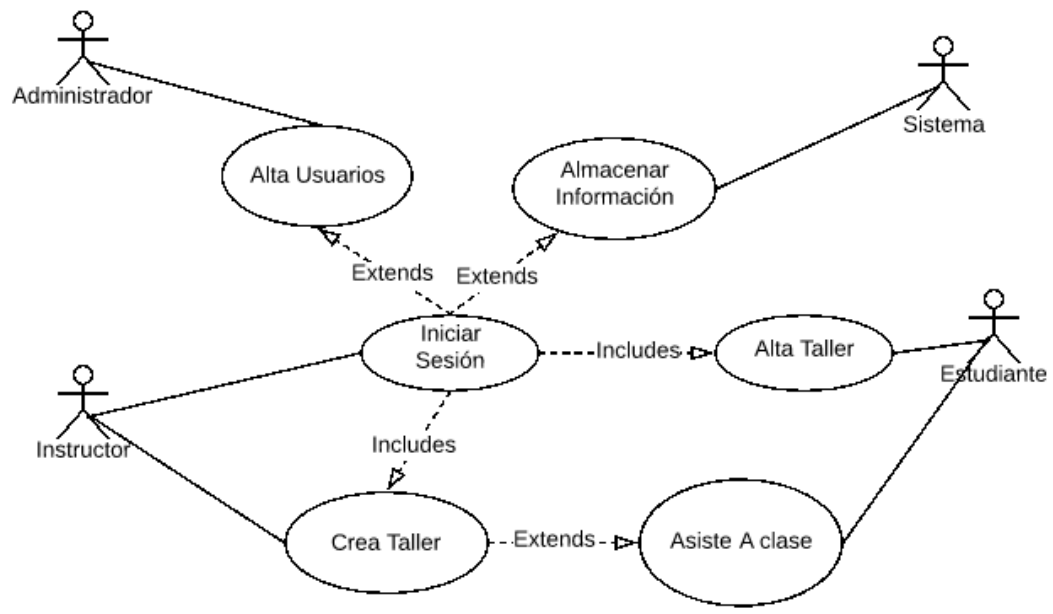 Administrador
Sistema
Alta Usuarios
Almacenar
Información
Extends
Extends
Iniciar
Sesión
Includes
Alta Taller
Estudiante
Instructor
Includes
Crea Taller
Extends
Asiste A clase